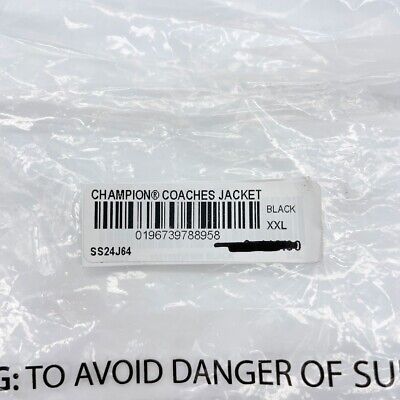 CHAMPION® COACHES JACKET
BLACK
XXL
0196739788958
SS24J64
G: TO AVOID DANGER OF SU